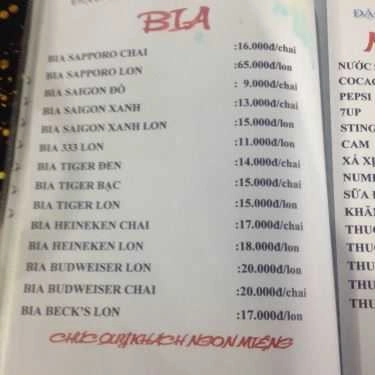 BIA
BIA SAPPORO CHAI :16.000đ/chai
BIA SAPPORO LON :65.000đ/lon
BIA SAIGON ĐỎ : 9.000đ/chai
BIA SAIGON XANH :13.000đ/chai
BIA SAIGON XANH LON :15.000đ/lon
BIA 333 LON :11.000đ/lon
BIA TIGER ĐEN :14.000đ/chai
BIA TIGER BẠC :15.000đ/chai
BIA TIGER LON :15.000đ/lon
BIA HEINEKEN CHAI :17.000đ/chai
BIA HEINEKEN LON :18.000đ/lon
BIA BUDWEISER LON :20.000đ/lon
BIA BUDWEISER CHAI :20.000đ/chai
BIA BECK'S LON :17.000đ/lon
CHÚC QUÝ KHÁCH NGON MIỆNG
NƯỚC
PEPSI
7UP
STING
CAM
XÁ XỊ
SỮA